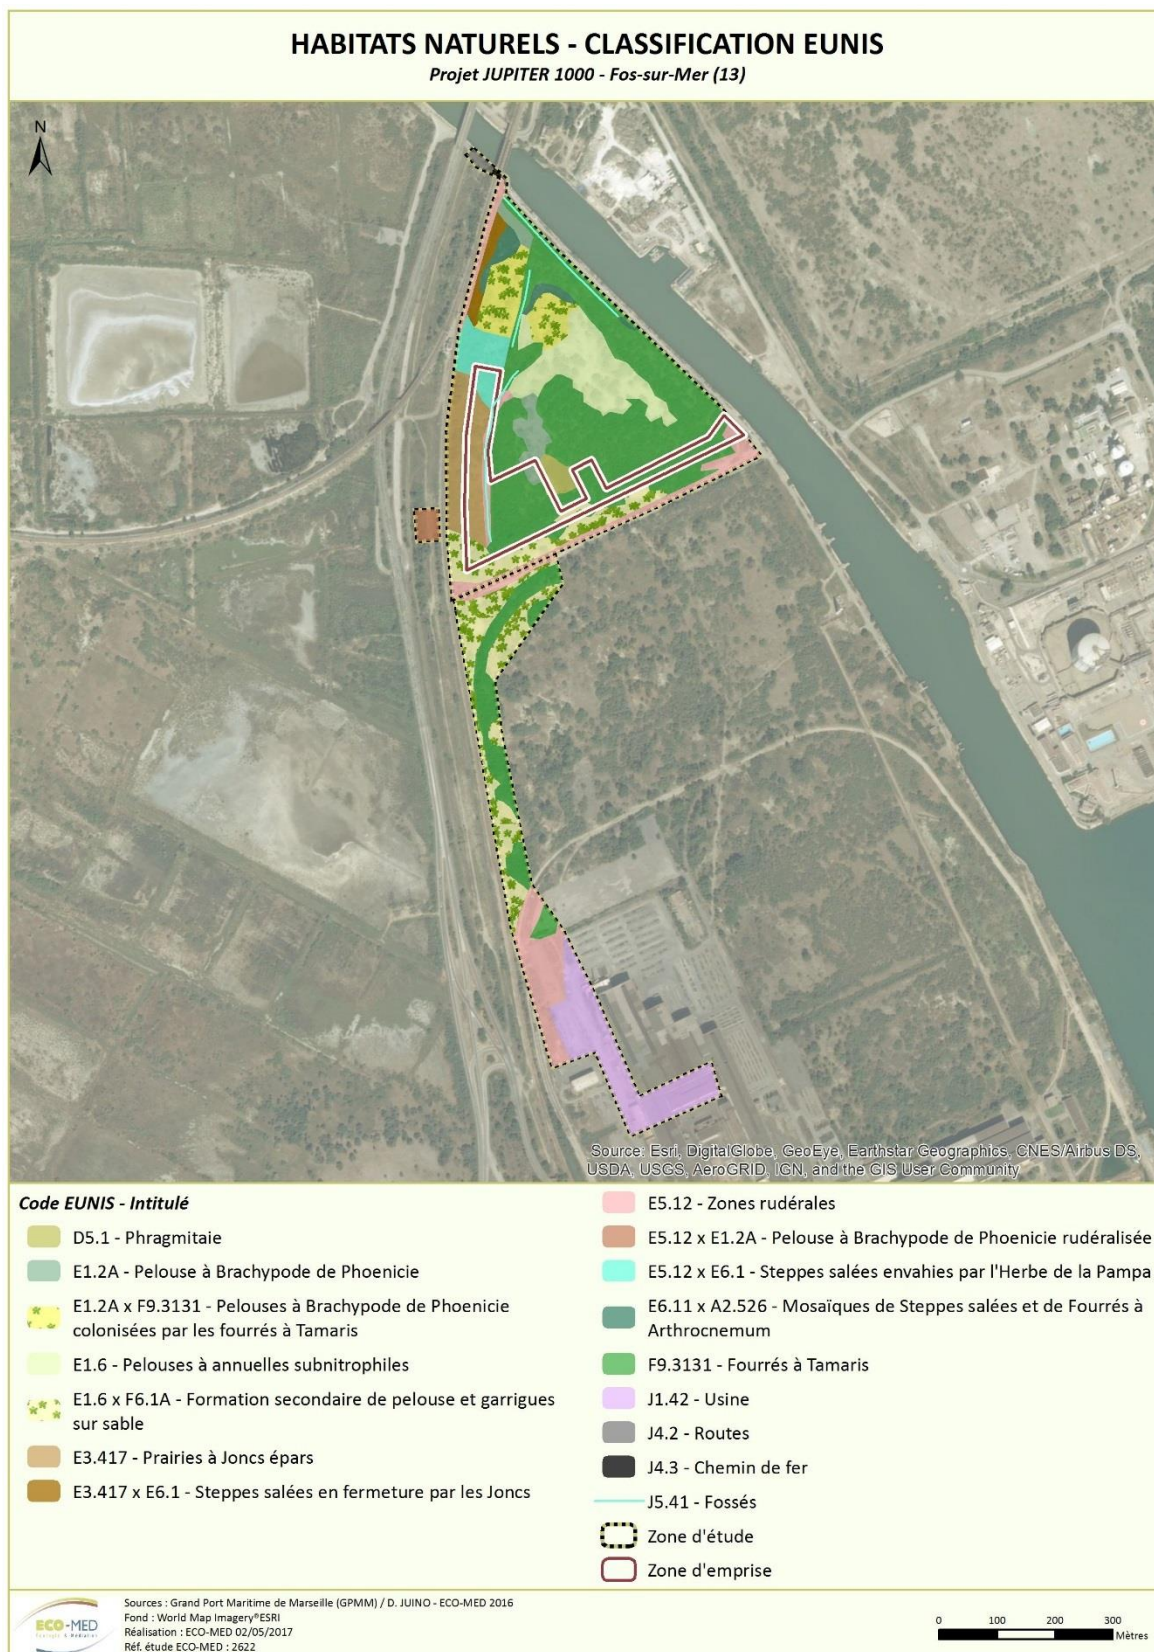 HABITATS NATURELS - CLASSIFICATION EUNIS
Projet JUPITER 1000 - Fos-sur-Mer (13)
N
Source: Esri, DigitalGlobe, GeoEye, Earthstar Geographics, CNES/Airbus DS,
USDA, USGS, AeroGRID, IGN, and the GIS User Community
Code EUNIS - Intitulé
D5.1 - Phragmitaie
E1.2A - Pelouse à Brachypode de Phoenicie
E1.2A x F9.3131 - Pelouses à Brachypode de Phoenicie
colonisées par les fourrés à Tamaris
E1.6 - Pelouses à annuelles subnitrophiles
E1.6 x F6.1A - Formation secondaire de pelouse et garrigues
sur sable
E3.417 - Prairies à Joncs épars
E3.417 x E6.1 - Steppes salées en fermeture par les Joncs
E5.12 - Zones rudérales
E5.12 x E1.2A - Pelouse à Brachypode de Phoenicie rudéralisée
E5.12 x E6.1 - Steppes salées envahies par l'Herbe de la Pampa
E6.11 x A2.526 - Mosaïques de Steppes salées et de Fourrés à
Arthrocnemum
F9.3131 - Fourrés à Tamaris
J1.42 - Usine
J4.2 - Routes
J4.3 - Chemin de fer
J5.41 - Fossés
Zone d'étude
Zone d'emprise
ECO-MED
Ecologie & Médiation
Sources : Grand Port Maritime de Marseille (GPMM) / D. JUINO - ECO-MED 2016
Fond : World Map Imagery®ESRI
Réalisation : ECO-MED 02/05/2017
Réf. étude ECO-MED : 2622
0 100 200 300
Mètres